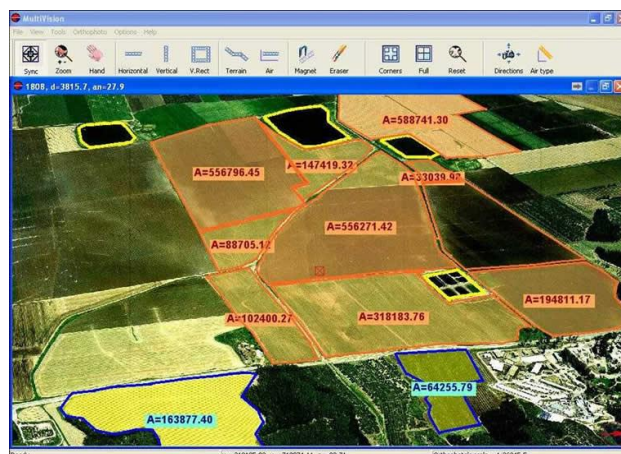 MultiVision
File View Tools Orthophoto Options Help
Sync Zoom Hand Horizontal Vertical V.Rect Terrain Air Magnet Eraser Corners Full Reset Directions Air type
1808, d=3815.7, an=27.9
A=588741.30
A=147419.32
A=556796.45
A=33039.98
A=556271.42
A=88705.12
A=194811.17
A=102400.27
A=318183.76
A=64255.79
A=163877.40